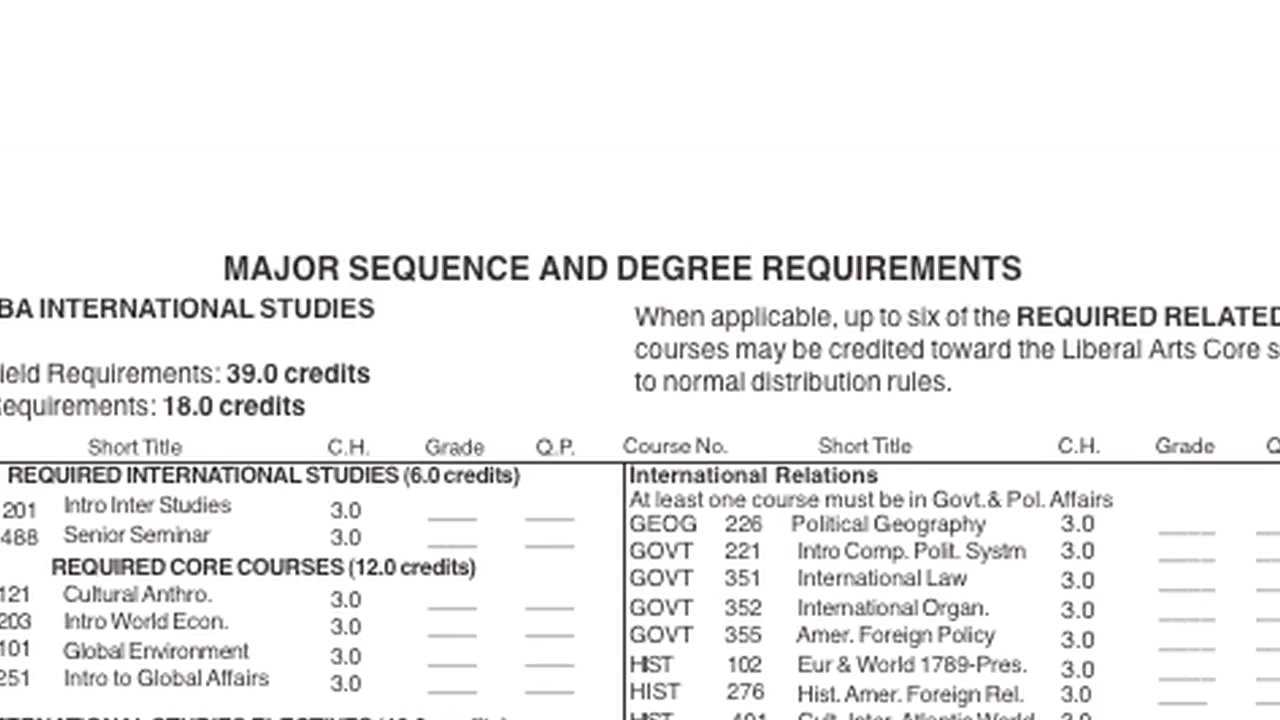 MAJOR SEQUENCE AND DEGREE REQUIREMENTS
BA INTERNATIONAL STUDIES
ield Requirements: 39.0 credits
equirements: 18.0 credits
When applicable, up to six of the REQUIRED RELATED
courses may be credited toward the Liberal Arts Core s
to normal distribution rules.
Short Title C.H. Grade Q.P.
REQUIRED INTERNATIONAL STUDIES (6.0 credits)
201 Intro Inter Studies 3.0
488 Senior Seminar 3.0
REQUIRED CORE COURSES (12.0 credits)
121 Cultural Anthro. 3.0
203 Intro World Econ. 3.0
101 Global Environment 3.0
251 Intro to Global Affairs 3.0
Course No. Short Title C.H. Grade
International Relations
At least one course must be in Govt.& Pol. Affairs
GEOG 226 Political Geography 3.0
GOVT 221 Intro Comp. Polit. Systm 3.0
GOVT 351 International Law 3.0
GOVT 352 International Organ. 3.0
GOVT 355 Amer. Foreign Policy 3.0
HIST 102 Eur & World 1789-Pres. 3.0
HIST 276 Hist. Amer. Foreign Rel. 3.0